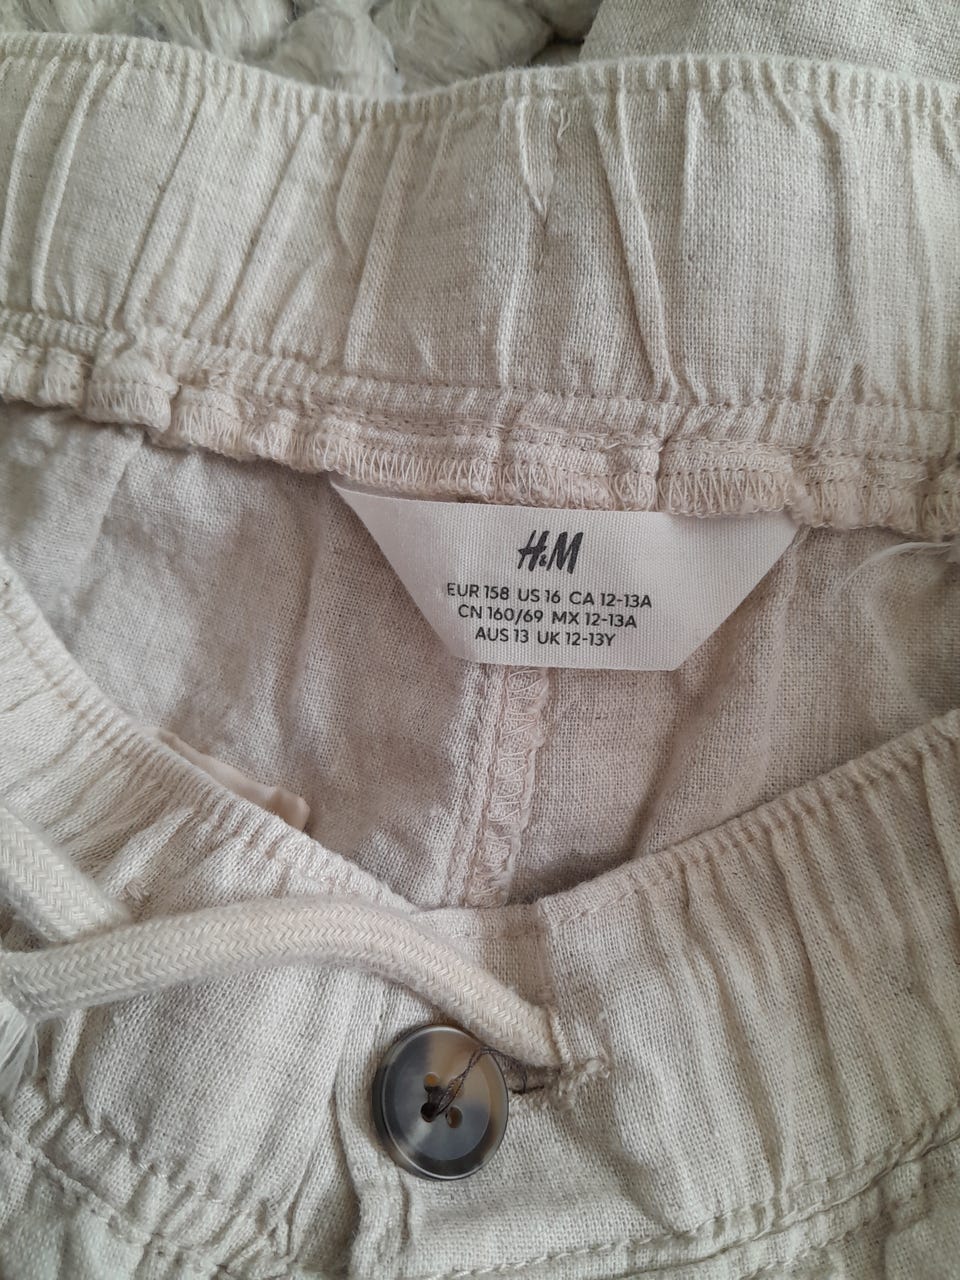 H&M
EUR 158 US 16 CA 12-13A
CN 160/69 MX 12-13A
AUS 13 UK 12-13Y